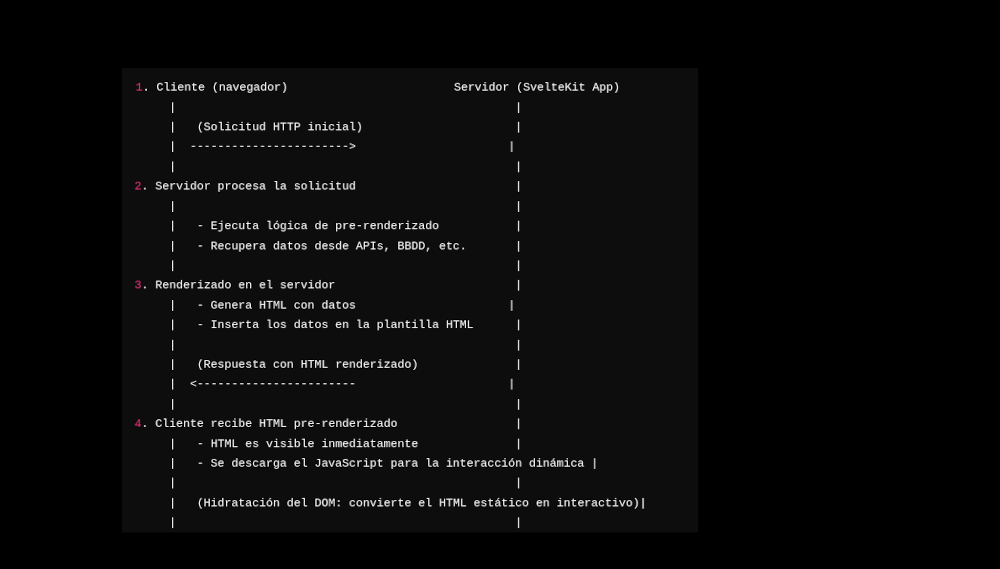 1. Cliente (navegador)                        Servidor (SvelteKit App)
     |                                                 |
     |   (Solicitud HTTP inicial)                      |
     |  ----------------------->                      |
     |                                                 |
2. Servidor procesa la solicitud                       |
     |                                                 |
     |   - Ejecuta lógica de pre-renderizado           |
     |   - Recupera datos desde APIs, BBDD, etc.       |
     |                                                 |
3. Renderizado en el servidor                          |
     |   - Genera HTML con datos                      |
     |   - Inserta los datos en la plantilla HTML      |
     |                                                 |
     |   (Respuesta con HTML renderizado)              |
     |  <-----------------------                      |
     |                                                 |
4. Cliente recibe HTML pre-renderizado                 |
     |   - HTML es visible inmediatamente              |
     |   - Se descarga el JavaScript para la interacción dinámica |
     |                                                 |
     |   (Hidratación del DOM: convierte el HTML estático en interactivo)|
     |                                                 |